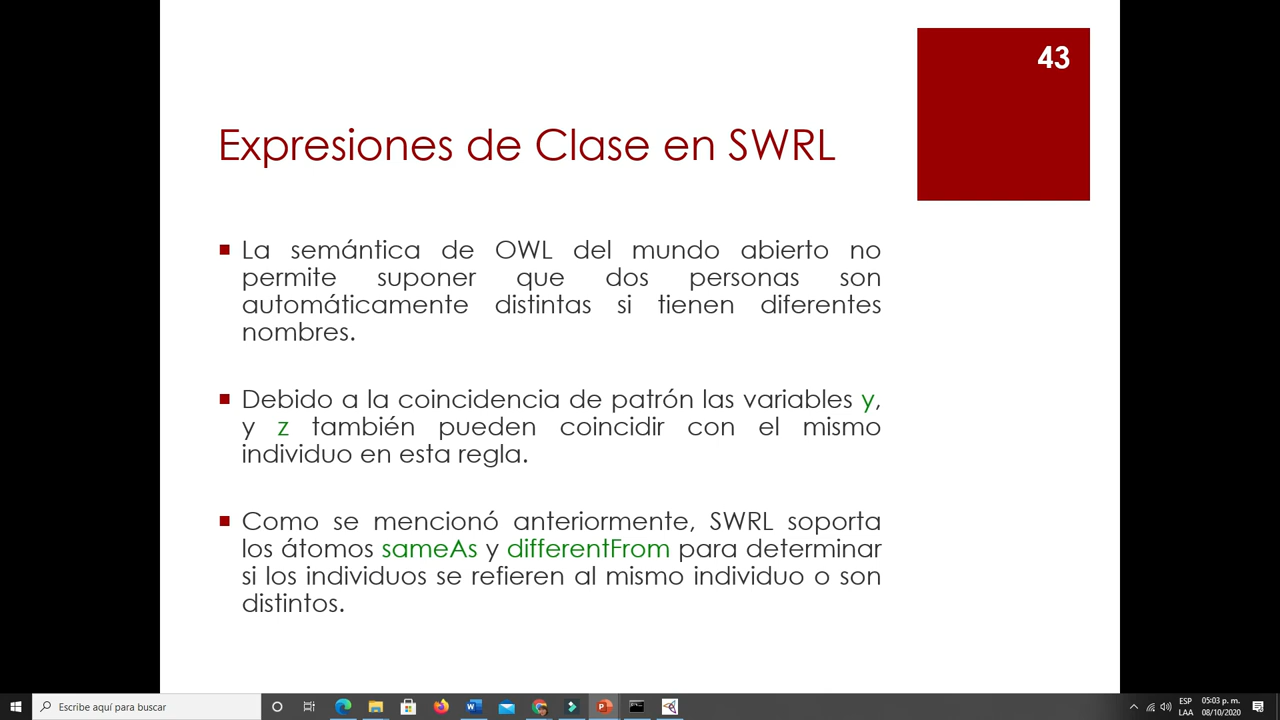 43
Expresiones de Clase en SWRL
La semántica de OWL del mundo abierto no
permite suponer que dos personas son
automáticamente distintas si tienen diferentes
nombres.
Debido a la coincidencia de patrón las variables y,
y z también pueden coincidir con el mismo
individuo en esta regla.
Como se mencionó anteriormente, SWRL soporta
los átomos sameAs y differentFrom para determinar
si los individuos se refieren al mismo individuo o son
distintos.
Escribe aquí para buscar
ESP
LAA
05:03 p. m.
08/10/2020